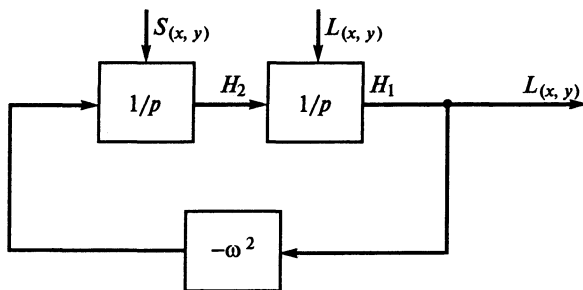 S(x, y)
L(x, y)
1/p
H2
1/p
H1
L(x, y)
−ω²